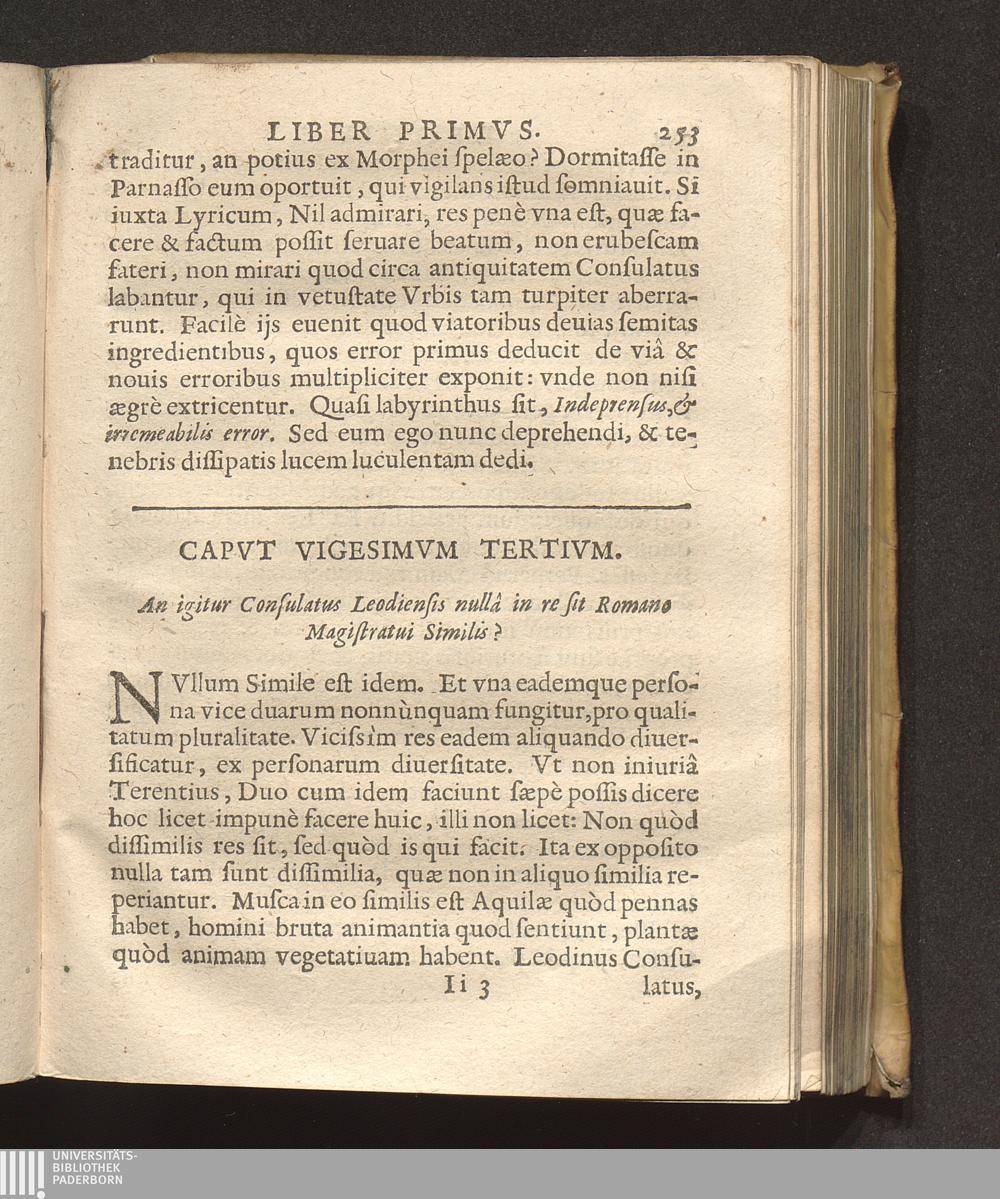 LIBER PRIMVS. 253
traditur, an potius ex Morphei ſpelæo? Dormitaſſe in
Parnaſſo eum oportuit, qui vigilans iſtud ſomniauit. Si
iuxta Lyricum, Nil admirari, res penè vna eſt, quæ fa-
cere & factum poſſit ſeruare beatum, non erubeſcam
fateri, non mirari quod circa antiquitatem Conſulatus
labantur, qui in vetuſtate Vrbis tam turpiter aberra-
runt. Facilè ijs euenit quod viatoribus deuias ſemitas
ingredientibus, quos error primus deducit de viâ &
nouis erroribus multipliciter exponit: vnde non niſi
ægrè extricentur. Quaſi labyrinthus ſit, Indeprenſus, &
irremeabilis error. Sed eum ego nunc deprehendi, & te-
nebris diſſipatis lucem luculentam dedi.
CAPVT VIGESIMVM TERTIVM.
An igitur Conſulatus Leodienſis nullâ in re ſit Romano
Magiſtratui Similis?
NVllum Simile eſt idem. Et vna eademque perſo-
na vice duarum nonnùnquam fungitur, pro quali-
tatum pluralitate. Viciſsim res eadem aliquando diuer-
ſificatur, ex perſonarum diuerſitate. Vt non iniuriâ
Terentius, Duo cum idem faciunt ſæpè poſſis dicere
hoc licet impunè facere huic, illi non licet: Non quòd
diſſimilis res ſit, ſed quòd is qui facit. Ita ex oppoſito
nulla tam ſunt diſſimilia, quæ non in aliquo ſimilia re-
periantur. Muſca in eo ſimilis eſt Aquilæ quòd pennas
habet, homini bruta animantia quod ſentiunt, plantæ
quòd animam vegetatiuam habent. Leodinus Conſu-
Ii 3 latus,
UNIVERSITÄTS-
BIBLIOTHEK
PADERBORN